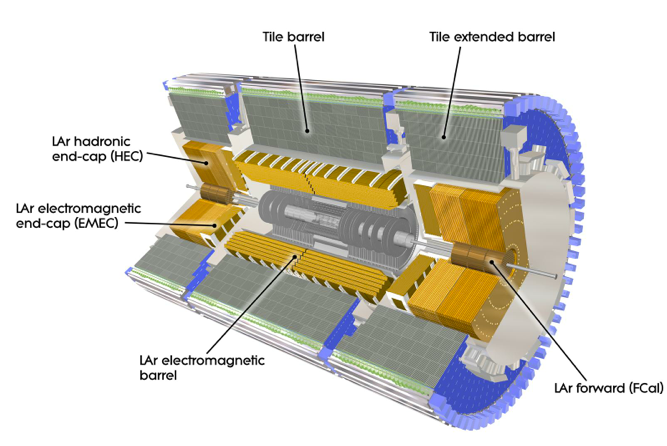 Tile barrel
Tile extended barrel
LAr hadronic
end-cap (HEC)
LAr electromagnetic
end-cap (EMEC)
LAr electromagnetic
barrel
LAr forward (FCal)